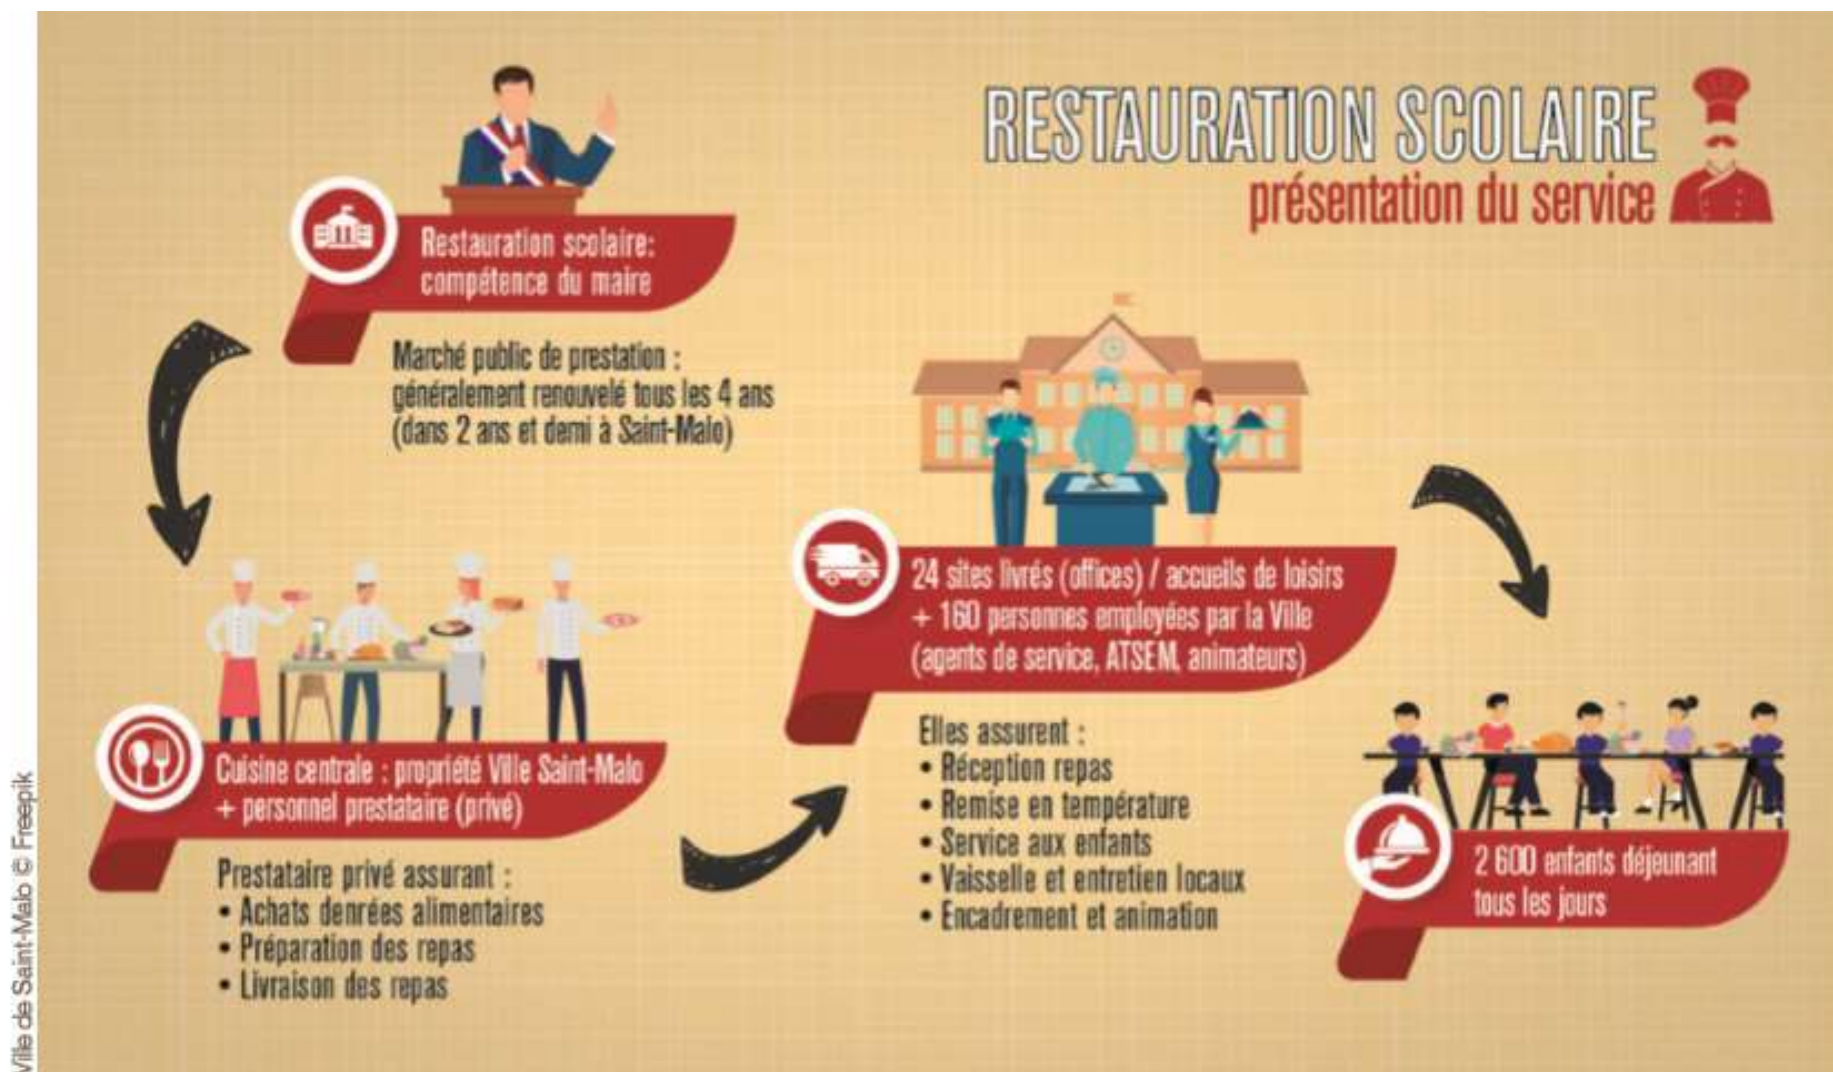 RESTAURATION SCOLAIRE
présentation du service
Restauration scolaire:
compétence du maire
Marché public de prestation :
généralement renouvelé tous les 4 ans
(dans 2 ans et demi à Saint-Malo)
Cuisine centrale : propriété Ville Saint-Malo
+ personnel prestataire (privé)
Prestataire privé assurant :
• Achats denrées alimentaires
• Préparation des repas
• Livraison des repas
24 sites livrés (offices) / accueils de loisirs
+ 160 personnes employées par la Ville
(agents de service, ATSEM, animateurs)
Elles assurent :
• Réception repas
• Remise en température
• Service aux enfants
• Vaisselle et entretien locaux
• Encadrement et animation
2 600 enfants déjeunant
tous les jours
Ville de Saint-Malo © Freepik